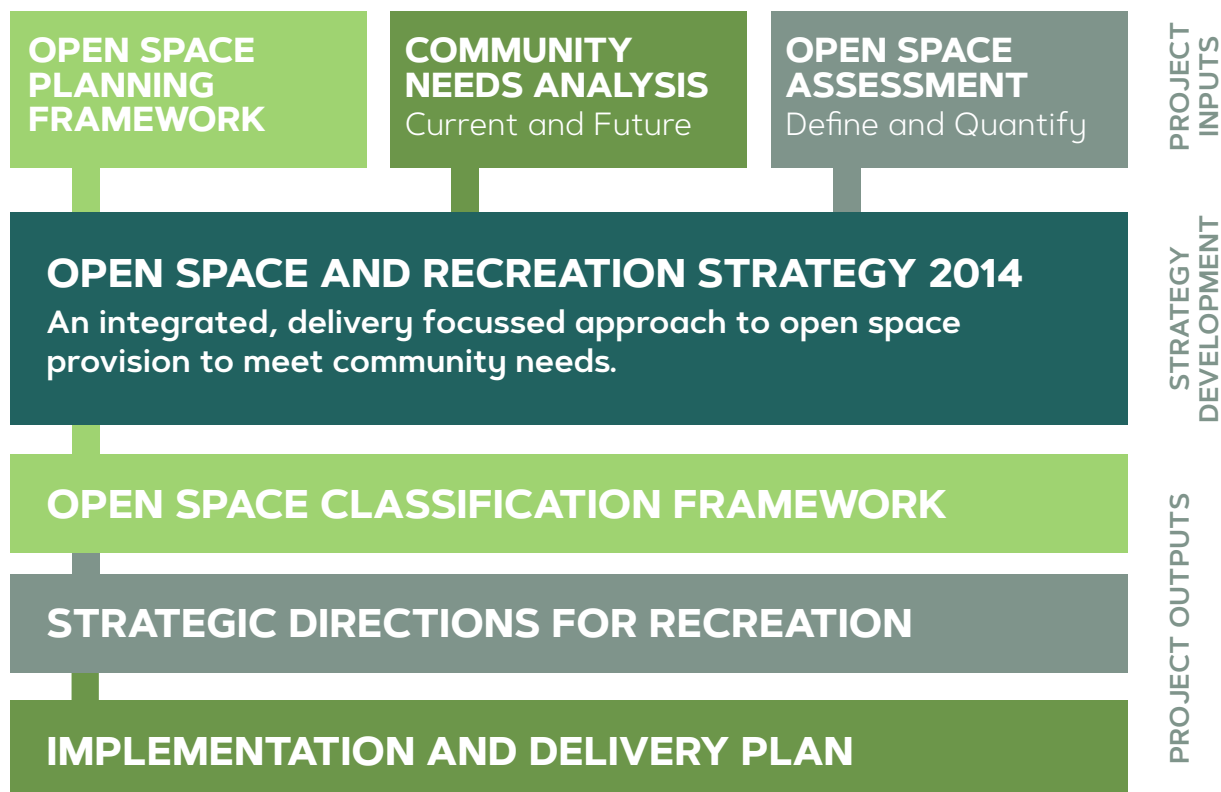 OPEN SPACE
PLANNING
FRAMEWORK
COMMUNITY
NEEDS ANALYSIS
Current and Future
OPEN SPACE
ASSESSMENT
Define and Quantify
PROJECT
INPUTS
OPEN SPACE AND RECREATION STRATEGY 2014
An integrated, delivery focussed approach to open space
provision to meet community needs.
STRATEGY
DEVELOPMENT
OPEN SPACE CLASSIFICATION FRAMEWORK
STRATEGIC DIRECTIONS FOR RECREATION
IMPLEMENTATION AND DELIVERY PLAN
PROJECT OUTPUTS